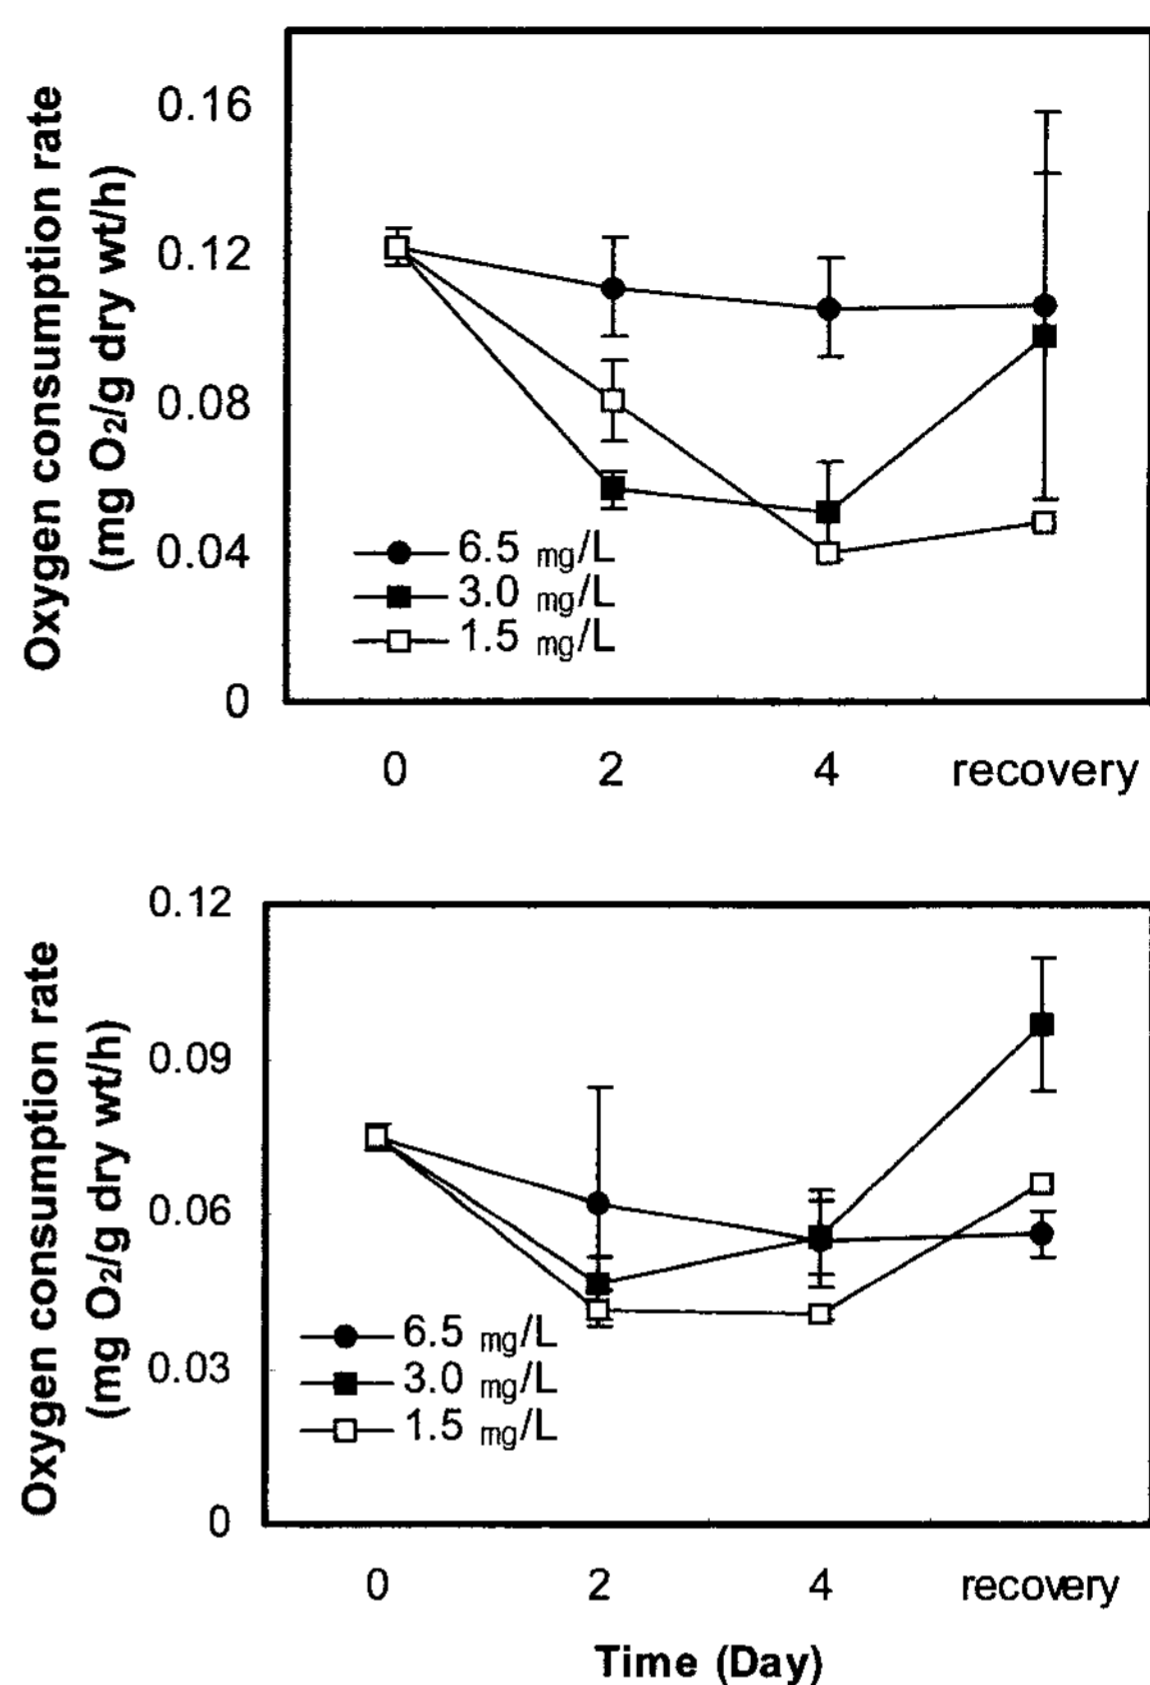 Oxygen consumption rate
(mg O₂/g dry wt/h)
0.16
0.12
0.08
0.04
0
6.5 mg/L
3.0 mg/L
1.5 mg/L
0 2 4 recovery
Oxygen consumption rate
(mg O₂/g dry wt/h)
0.12
0.09
0.06
0.03
0
6.5 mg/L
3.0 mg/L
1.5 mg/L
0 2 4 recovery
Time (Day)